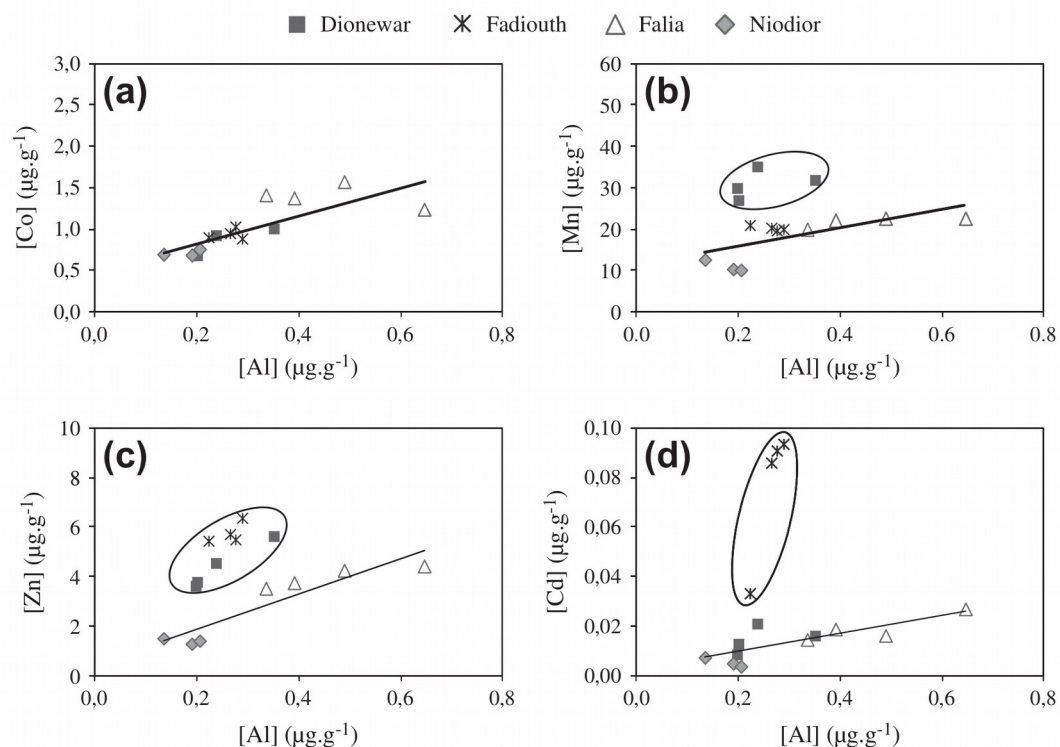 Dionewar Fadiouth Falia Niodior
(a)
[Co] (µg.g-1)
3,0
2,5
2,0
1,5
1,0
0,5
0,0
0,0 0,2 0,4 0,6 0,8
[Al] (µg.g-1)
(b)
[Mn] (µg.g-1)
60
50
40
30
20
10
0
0,0 0,2 0,4 0,6 0,8
[Al] (µg.g-1)
(c)
[Zn] (µg.g-1)
10
8
6
4
2
0
0,0 0,2 0,4 0,6 0,8
[Al] (µg.g-1)
(d)
[Cd] (µg.g-1)
0,10
0,08
0,06
0,04
0,02
0,00
0,0 0,2 0,4 0,6 0,8
[Al] (µg.g-1)